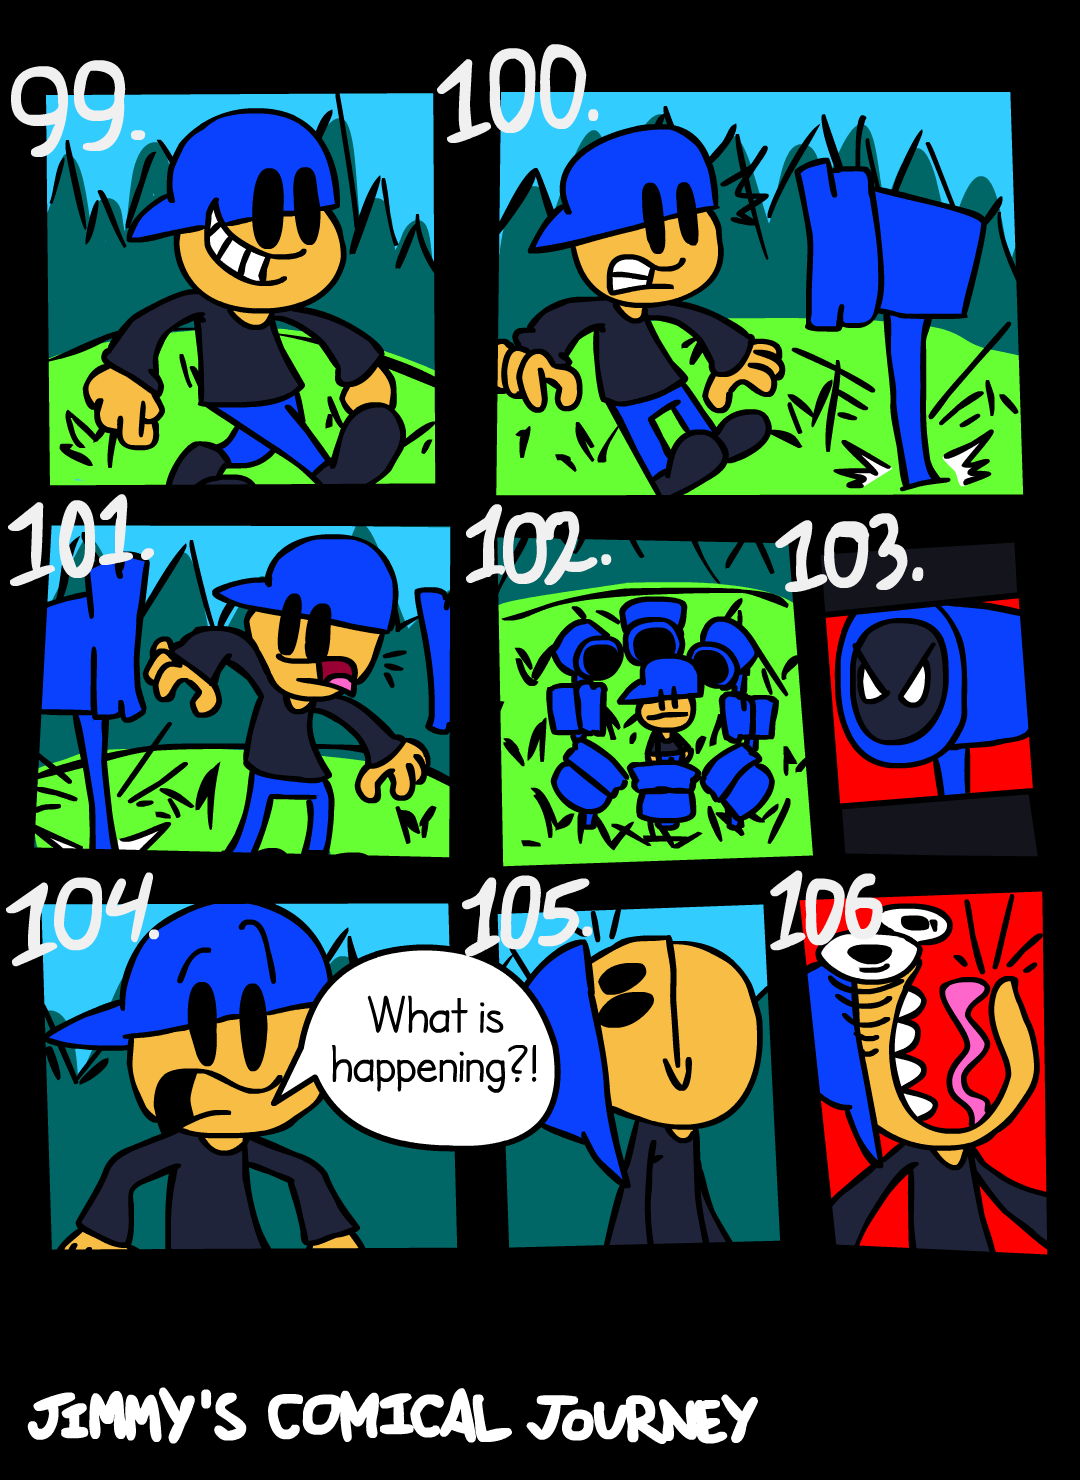 99.
100.
101.
102.
103.
104.
What is
happening?!
105.
106.
JIMMY'S COMICAL JOURNEY